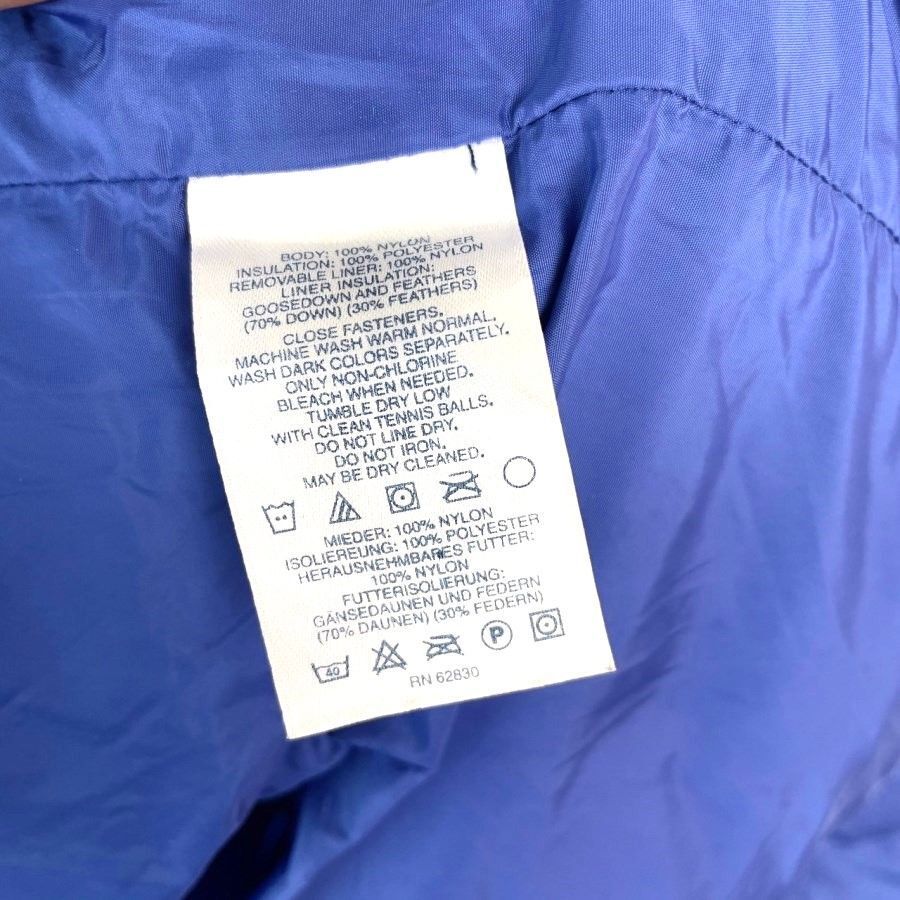 BODY: 100% NYLON
INSULATION: 100% POLYESTER
REMOVABLE LINER: 100% NYLON
LINER INSULATION:
GOOSEDOWN AND FEATHERS
(70% DOWN) (30% FEATHERS)
CLOSE FASTENERS.
MACHINE WASH WARM NORMAL.
WASH DARK COLORS SEPARATELY.
ONLY NON-CHLORINE
BLEACH WHEN NEEDED.
TUMBLE DRY LOW
WITH CLEAN TENNIS BALLS.
DO NOT LINE DRY.
DO NOT IRON.
MAY BE DRY CLEANED.
MIEDER: 100% NYLON
ISOLIEREUNG: 100% POLYESTER
HERAUSNEHMBARES FUTTER:
100% NYLON
FUTTERISOLIERUNG:
GÄNSEDAUNEN UND FEDERN
(70% DAUNEN) (30% FEDERN)
40 P
RN 62830